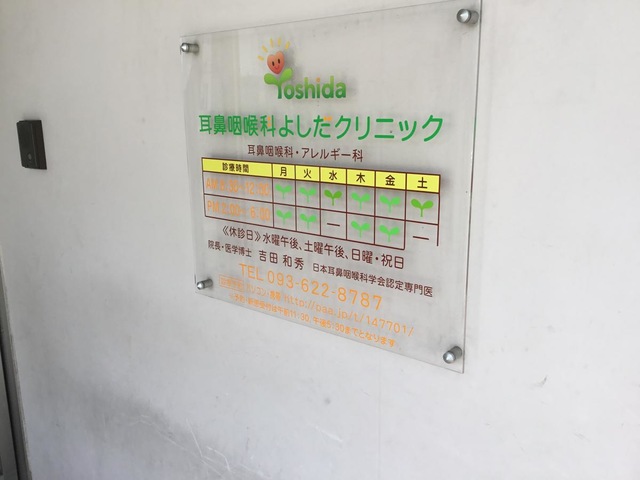 Yoshida
耳鼻咽喉科よしだクリニック
耳鼻咽喉科・アレルギー科
診療時間 月 火 水 木 金 土
《休診日》水曜午後、土曜午後、日曜・祝日
院長・医学博士 吉田 和秀 日本耳鼻咽喉科学会認定専門医
TEL 093-622-8787